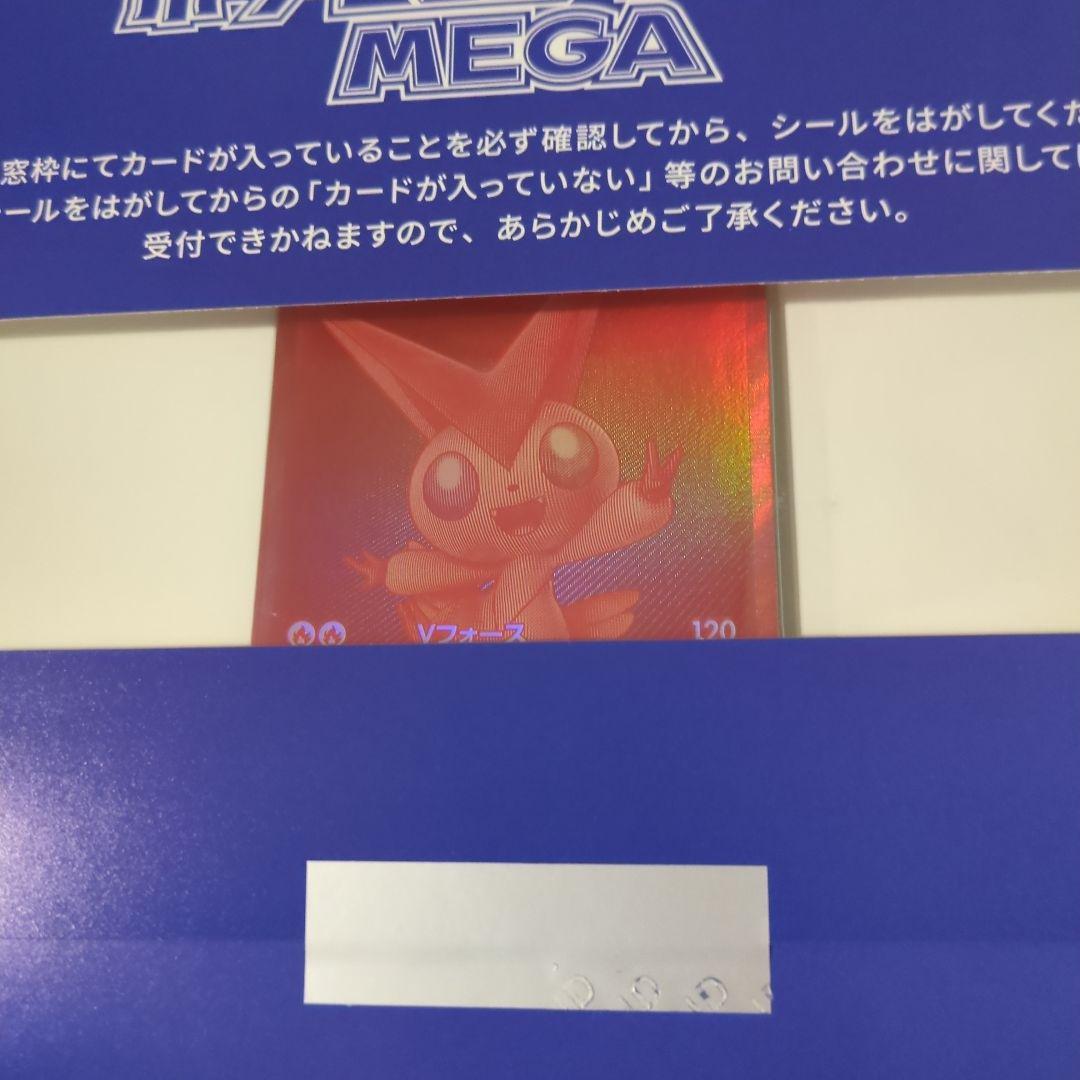 MEGA
窓枠にてカードが入っていることを必ず確認してから、シールをはがしてくだ
ールをはがしてからの「カードが入っていない」等のお問い合わせに関して
受付できかねますので、あらかじめご了承ください。
Vフォース 120